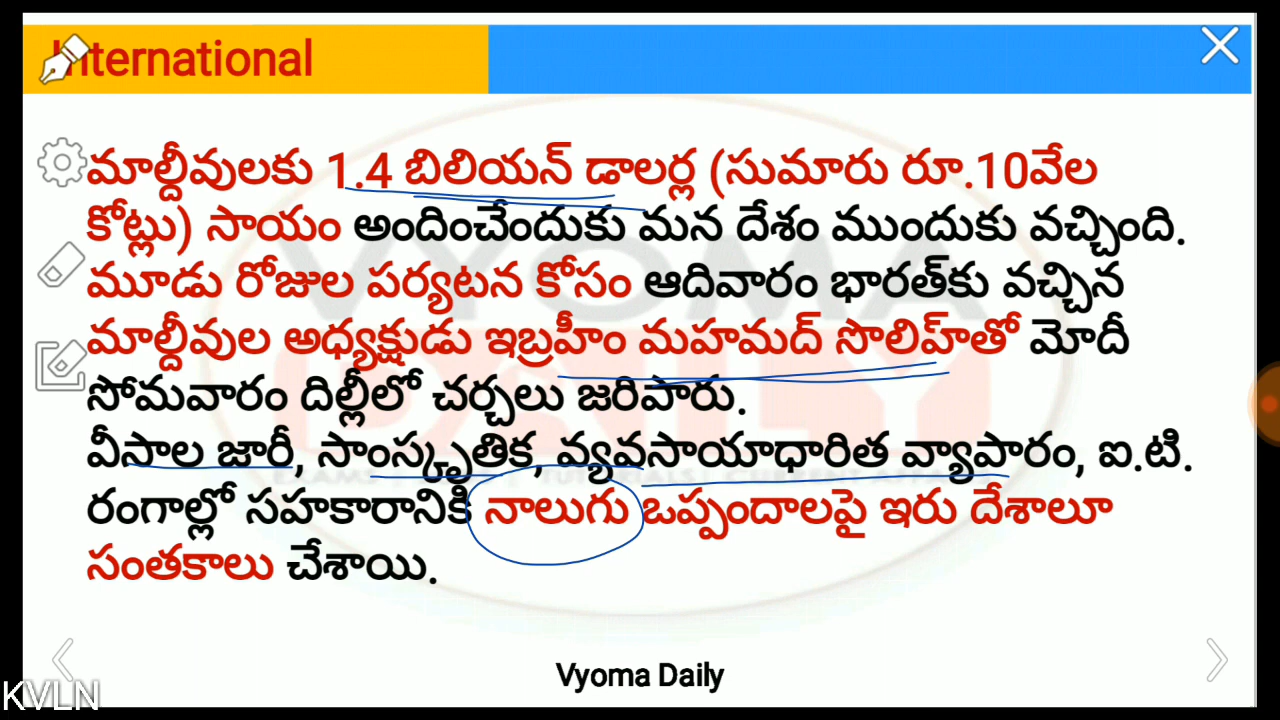 International
మాల్దీవులకు 1.4 బిలియన్ డాలర్ల (సుమారు రూ.10వేల
కోట్లు) సాయం అందించేందుకు మన దేశం ముందుకు వచ్చింది.
మూడు రోజుల పర్యటన కోసం ఆదివారం భారత్‌కు వచ్చిన
మాల్దీవుల అధ్యక్షుడు ఇబ్రహీం మహమద్ సొలిహ్‌తో మోదీ
సోమవారం దిల్లీలో చర్చలు జరిపారు.
వీసాల జారీ, సాంస్కృతిక, వ్యవసాయాధారిత వ్యాపారం, ఐ.టి.
రంగాల్లో సహకారానికి నాలుగు ఒప్పందాలపై ఇరు దేశాలూ
సంతకాలు చేశాయి.
Vyoma Daily
KVLN